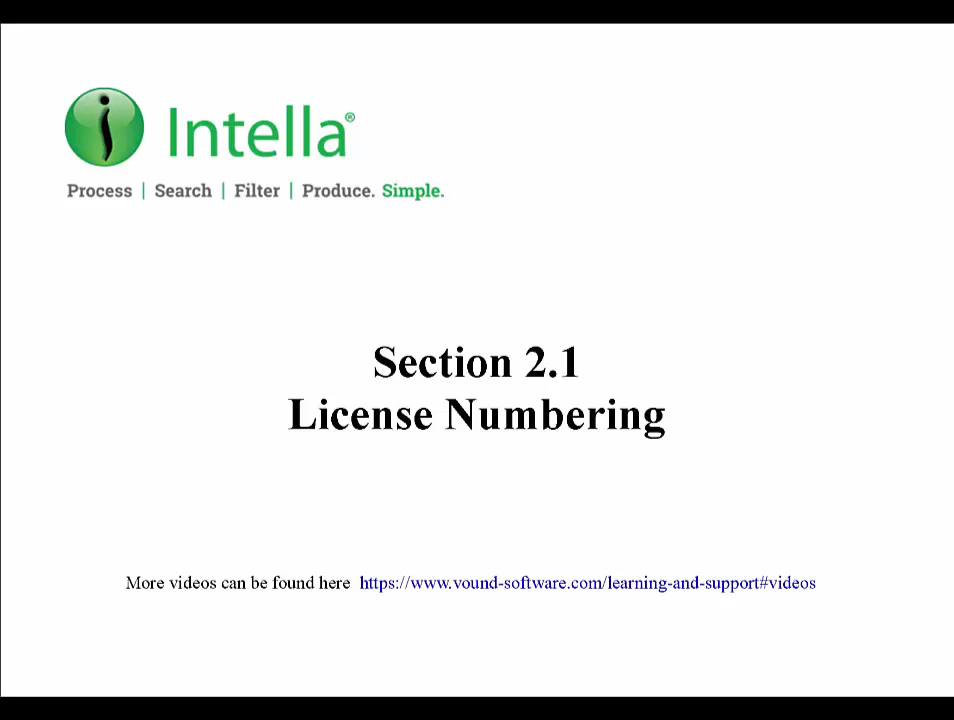 Intella®
Process | Search | Filter | Produce. Simple.
Section 2.1
License Numbering
More videos can be found here https://www.vound-software.com/learning-and-support#videos